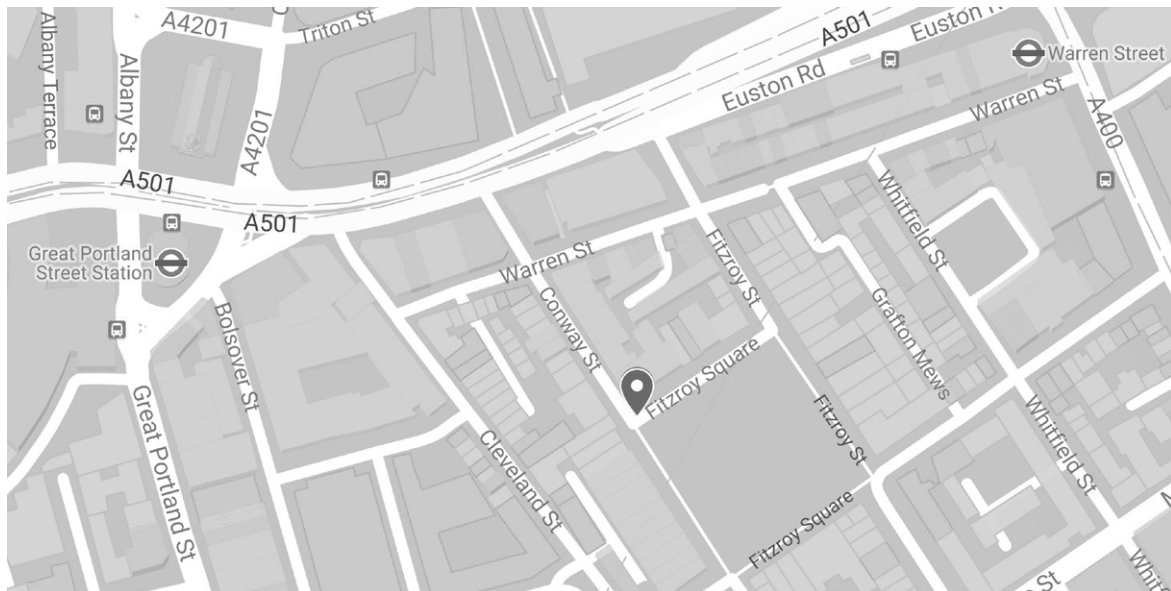 A4201
Triton St
Albany Terrace
Albany St
A4201
A501
Euston Rd
Warren Street
Euston Rd
Warren St
A400
A501
A501
Great Portland
Street Station
Warren St
Fitzroy St
Whitfield St
Bolsover St
Conway St
Grafton Mews
Fitzroy Square
Great Portland St
Cleveland St
Fitzroy St
Whitfield St
Fitzroy Square
St